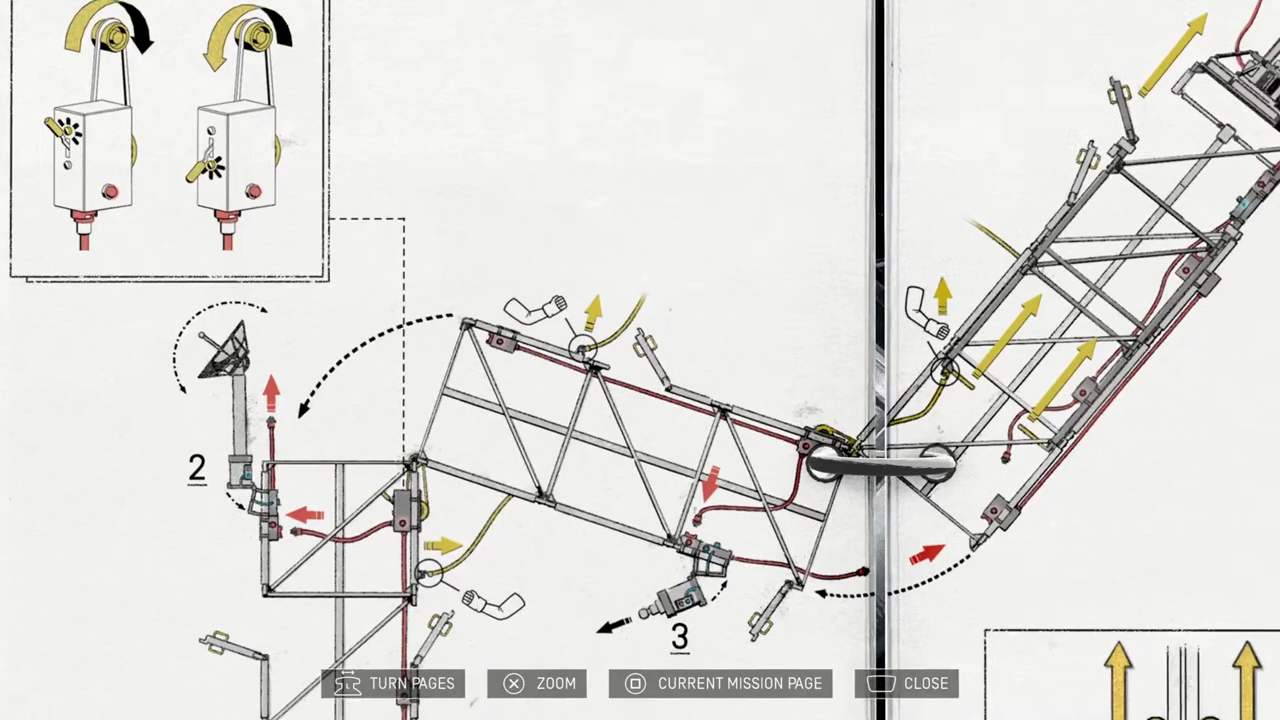 2
3
TURN PAGES
ZOOM
CURRENT MISSION PAGE
CLOSE